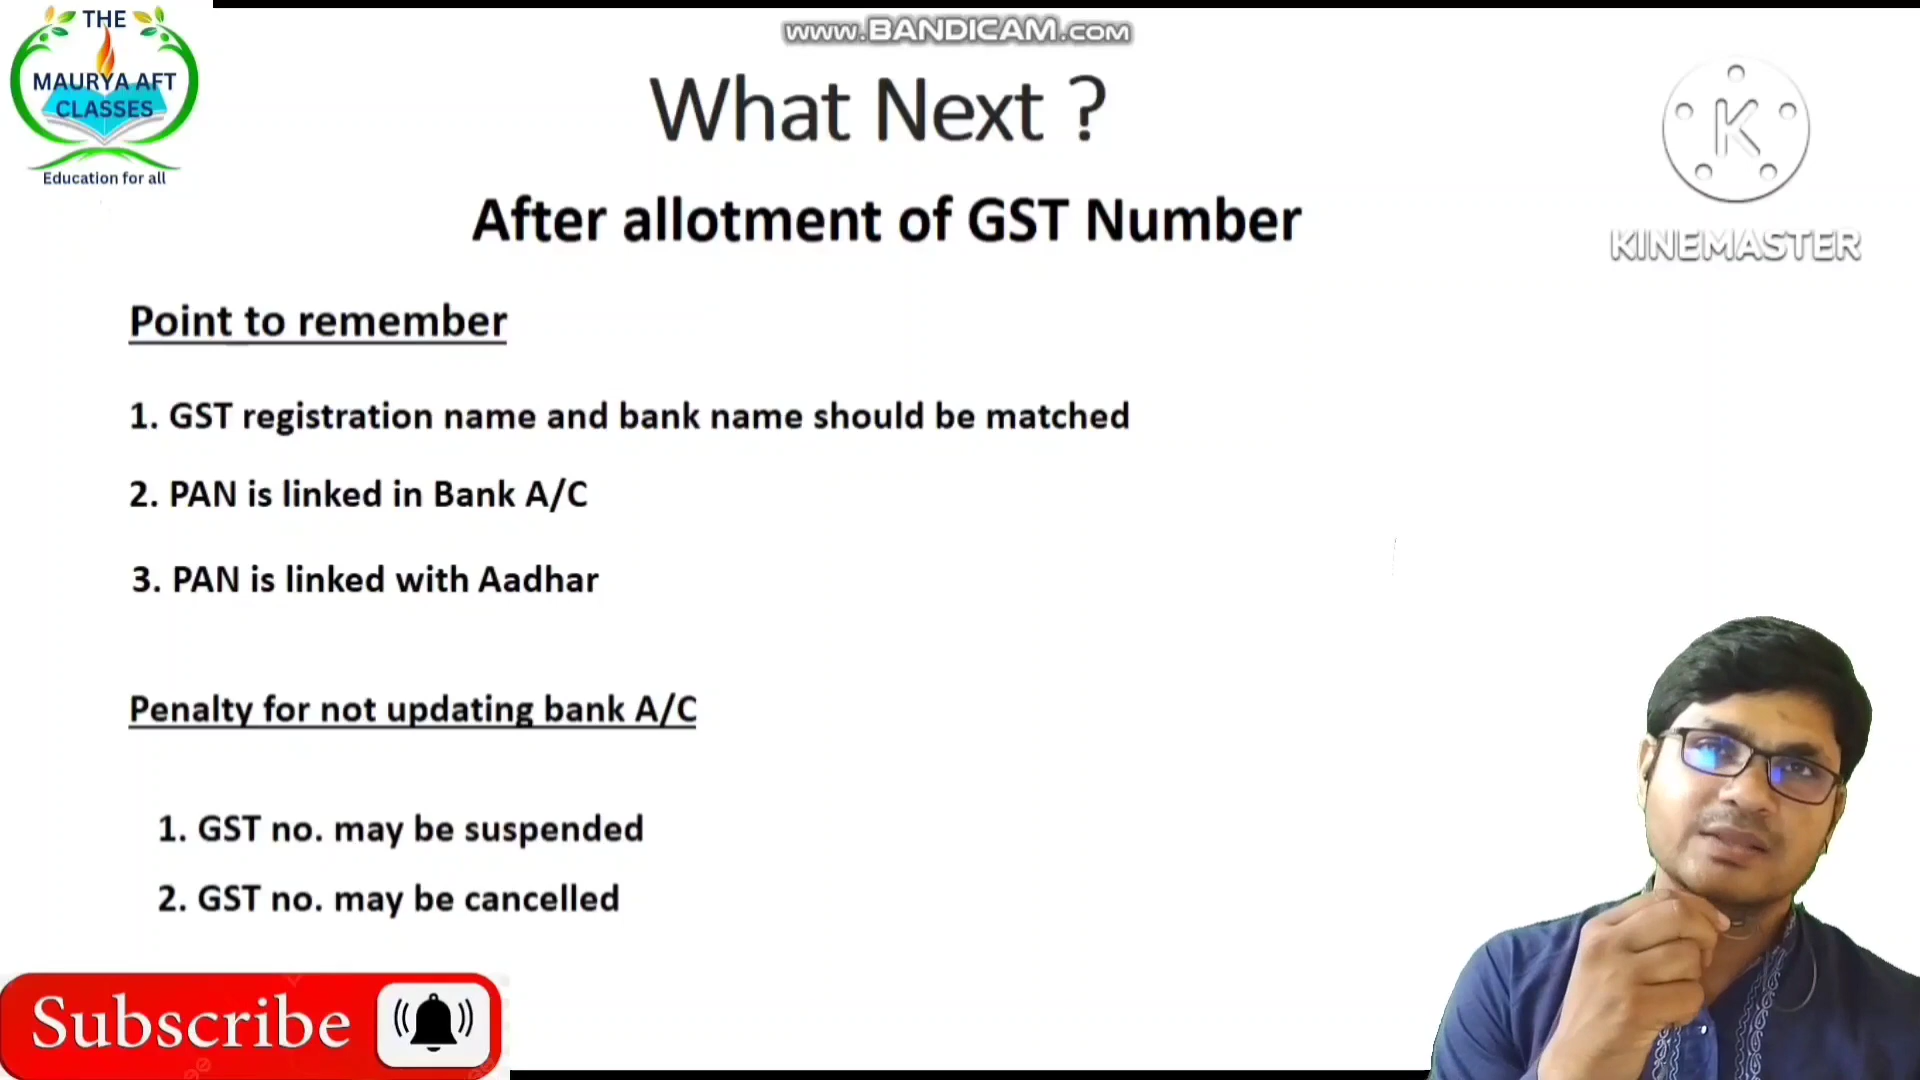 THE
MAURYA AFT
CLASSES
Education for all
www.BANDICAM.com
What Next ?
K
KINEMASTER
After allotment of GST Number
Point to remember
1. GST registration name and bank name should be matched
2. PAN is linked in Bank A/C
3. PAN is linked with Aadhar
Penalty for not updating bank A/C
1. GST no. may be suspended
2. GST no. may be cancelled
Subscribe